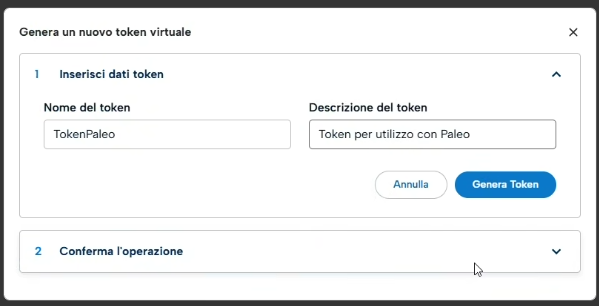 Genera un nuovo token virtuale
1 Inserisci dati token
Nome del token
Descrizione del token
TokenPaleo
Token per utilizzo con Paleo
Annulla
Genera Token
2 Conferma l'operazione